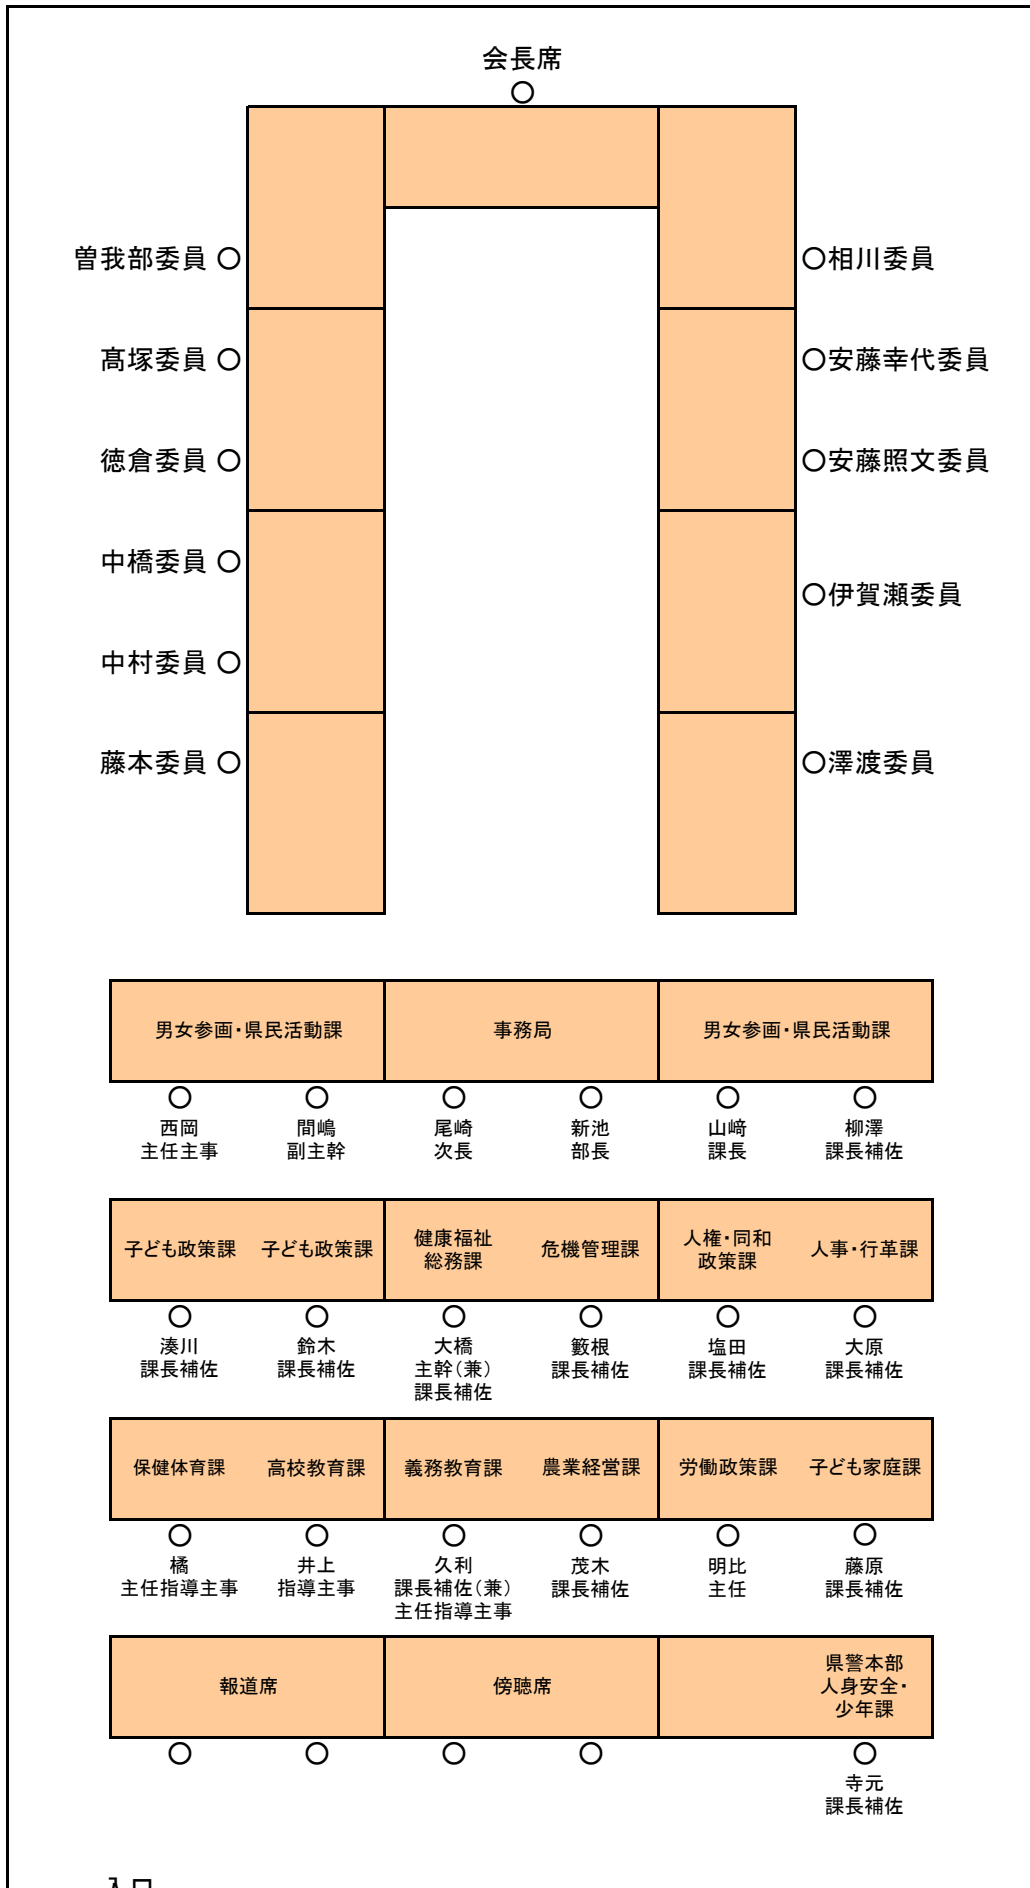 会長席
曽我部委員
相川委員
髙塚委員
安藤幸代委員
徳倉委員
安藤照文委員
中橋委員
伊賀瀬委員
中村委員
藤本委員
澤渡委員
男女参画・県民活動課
事務局
男女参画・県民活動課
西岡
主任主事
間嶋
副主幹
尾崎
次長
新池
部長
山﨑
課長
柳澤
課長補佐
子ども政策課
子ども政策課
健康福祉
総務課
危機管理課
人権・同和
政策課
人事・行革課
湊川
課長補佐
鈴木
課長補佐
大橋
主幹(兼)
課長補佐
籔根
課長補佐
塩田
課長補佐
大原
課長補佐
保健体育課
高校教育課
義務教育課
農業経営課
労働政策課
子ども家庭課
橘
主任指導主事
井上
指導主事
久利
課長補佐(兼)
主任指導主事
茂木
課長補佐
明比
主任
藤原
課長補佐
報道席
傍聴席
県警本部
人身安全・
少年課
寺元
課長補佐
入口